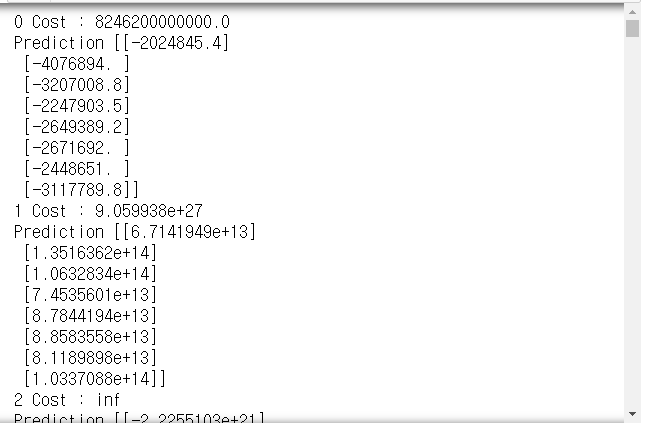 0 Cost : 8246200000000.0
Prediction [[-2024845.4]
[-4076894. ]
[-3207008.8]
[-2247903.5]
[-2649389.2]
[-2671692. ]
[-2448651. ]
[-3117789.8]]
1 Cost : 9.059938e+27
Prediction [[6.7141949e+13]
[1.3516362e+14]
[1.0632834e+14]
[7.4535601e+13]
[8.7844194e+13]
[8.8583558e+13]
[8.1189898e+13]
[1.0337088e+14]]
2 Cost : inf
Prediction [[-2.2255103e+21]